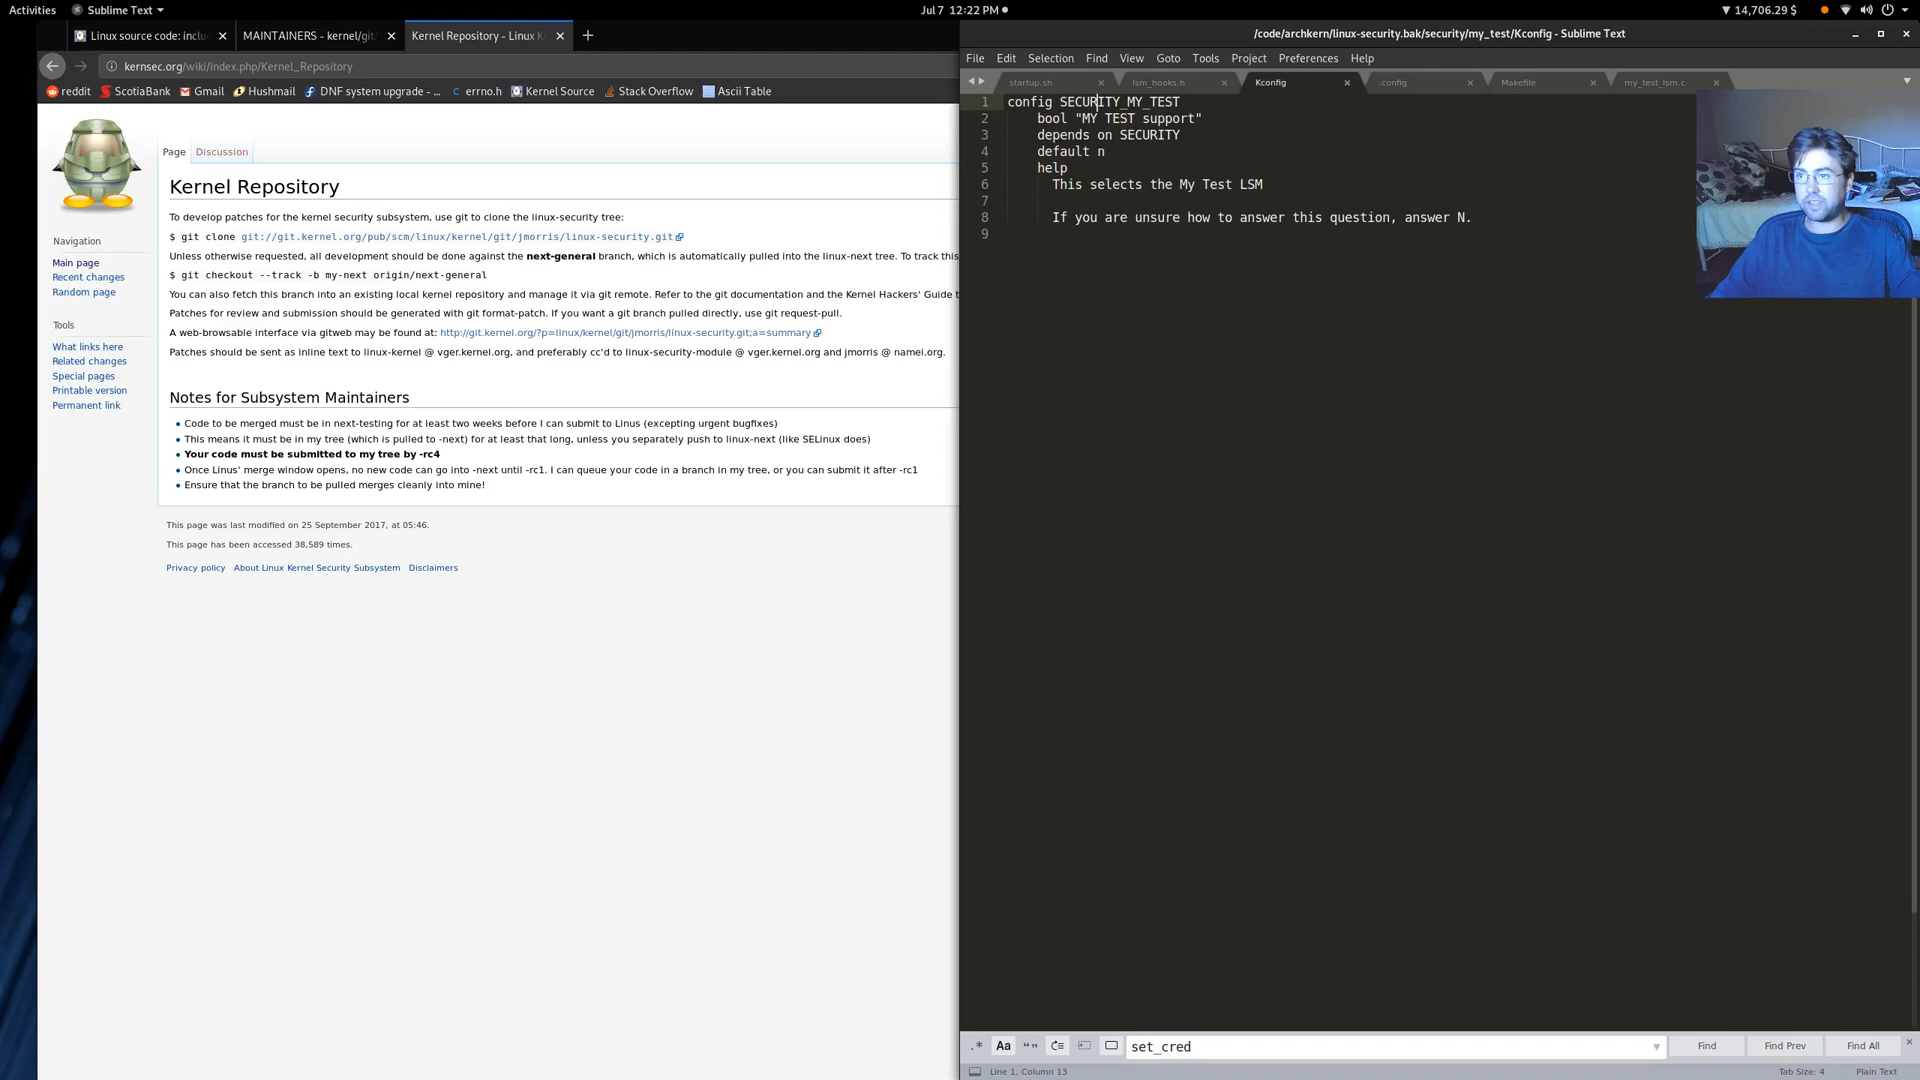 Activities
Sublime Text
Jul 7 12:22 PM
14,706.29 $
Linux source code: inclu
MAINTAINERS - kernel/git/
Kernel Repository - Linux K
kernsec.org/wiki/index.php/Kernel_Repository
reddit
ScotiaBank
Gmail
Hushmail
DNF system upgrade - ...
errno.h
Kernel Source
Stack Overflow
Ascii Table
Page
Discussion
Kernel Repository
To develop patches for the kernel security subsystem, use git to clone the linux-security tree:
$ git clone git://git.kernel.org/pub/scm/linux/kernel/git/jmorris/linux-security.git
Unless otherwise requested, all development should be done against the next-general branch, which is automatically pulled into the linux-next tree. To track this
$ git checkout --track -b my-next origin/next-general
You can also fetch this branch into an existing local kernel repository and manage it via git remote. Refer to the git documentation and the Kernel Hackers' Guide t
Patches for review and submission should be generated with git format-patch. If you want a git branch pulled directly, use git request-pull.
A web-browsable interface via gitweb may be found at: http://git.kernel.org/?p=linux/kernel/git/jmorris/linux-security.git;a=summary
Patches should be sent as inline text to linux-kernel @ vger.kernel.org, and preferably cc'd to linux-security-module @ vger.kernel.org and jmorris @ namei.org.
Notes for Subsystem Maintainers
Code to be merged must be in next-testing for at least two weeks before I can submit to Linus (excepting urgent bugfixes)
This means it must be in my tree (which is pulled to -next) for at least that long, unless you separately push to linux-next (like SELinux does)
Your code must be submitted to my tree by -rc4
Once Linus' merge window opens, no new code can go into -next until -rc1. I can queue your code in a branch in my tree, or you can submit it after -rc1
Ensure that the branch to be pulled merges cleanly into mine!
This page was last modified on 25 September 2017, at 05:46.
This page has been accessed 38,589 times.
Privacy policy
About Linux Kernel Security Subsystem
Disclaimers
Navigation
Main page
Recent changes
Random page
Tools
What links here
Related changes
Special pages
Printable version
Permanent link
/code/archkern/linux-security.bak/security/my_test/Kconfig - Sublime Text
File
Edit
Selection
Find
View
Goto
Tools
Project
Preferences
Help
startup.sh
lsm_hooks.h
Kconfig
.config
Makefile
my_test_lsm.c
1 config SECURITY_MY_TEST
2 bool "MY TEST support"
3 depends on SECURITY
4 default n
5 help
6 This selects the My Test LSM
7
8 If you are unsure how to answer this question, answer N.
9
.*
Aa
""
set_cred
Find
Find Prev
Find All
Line 1, Column 13
Tab Size: 4
Plain Text